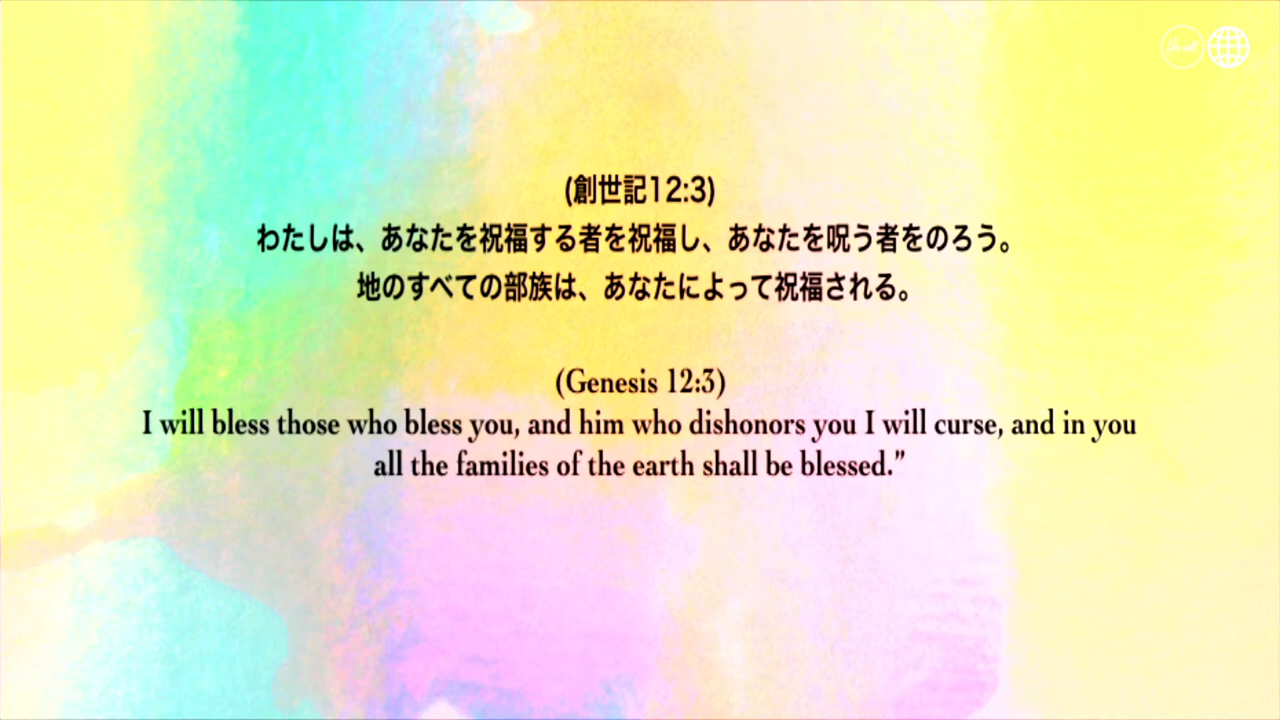 (創世記12:3)
わたしは、あなたを祝福する者を祝福し、あなたを呪う者をのろう。
地のすべての部族は、あなたによって祝福される。
(Genesis 12:3)
I will bless those who bless you, and him who dishonors you I will curse, and in you
all the families of the earth shall be blessed.”